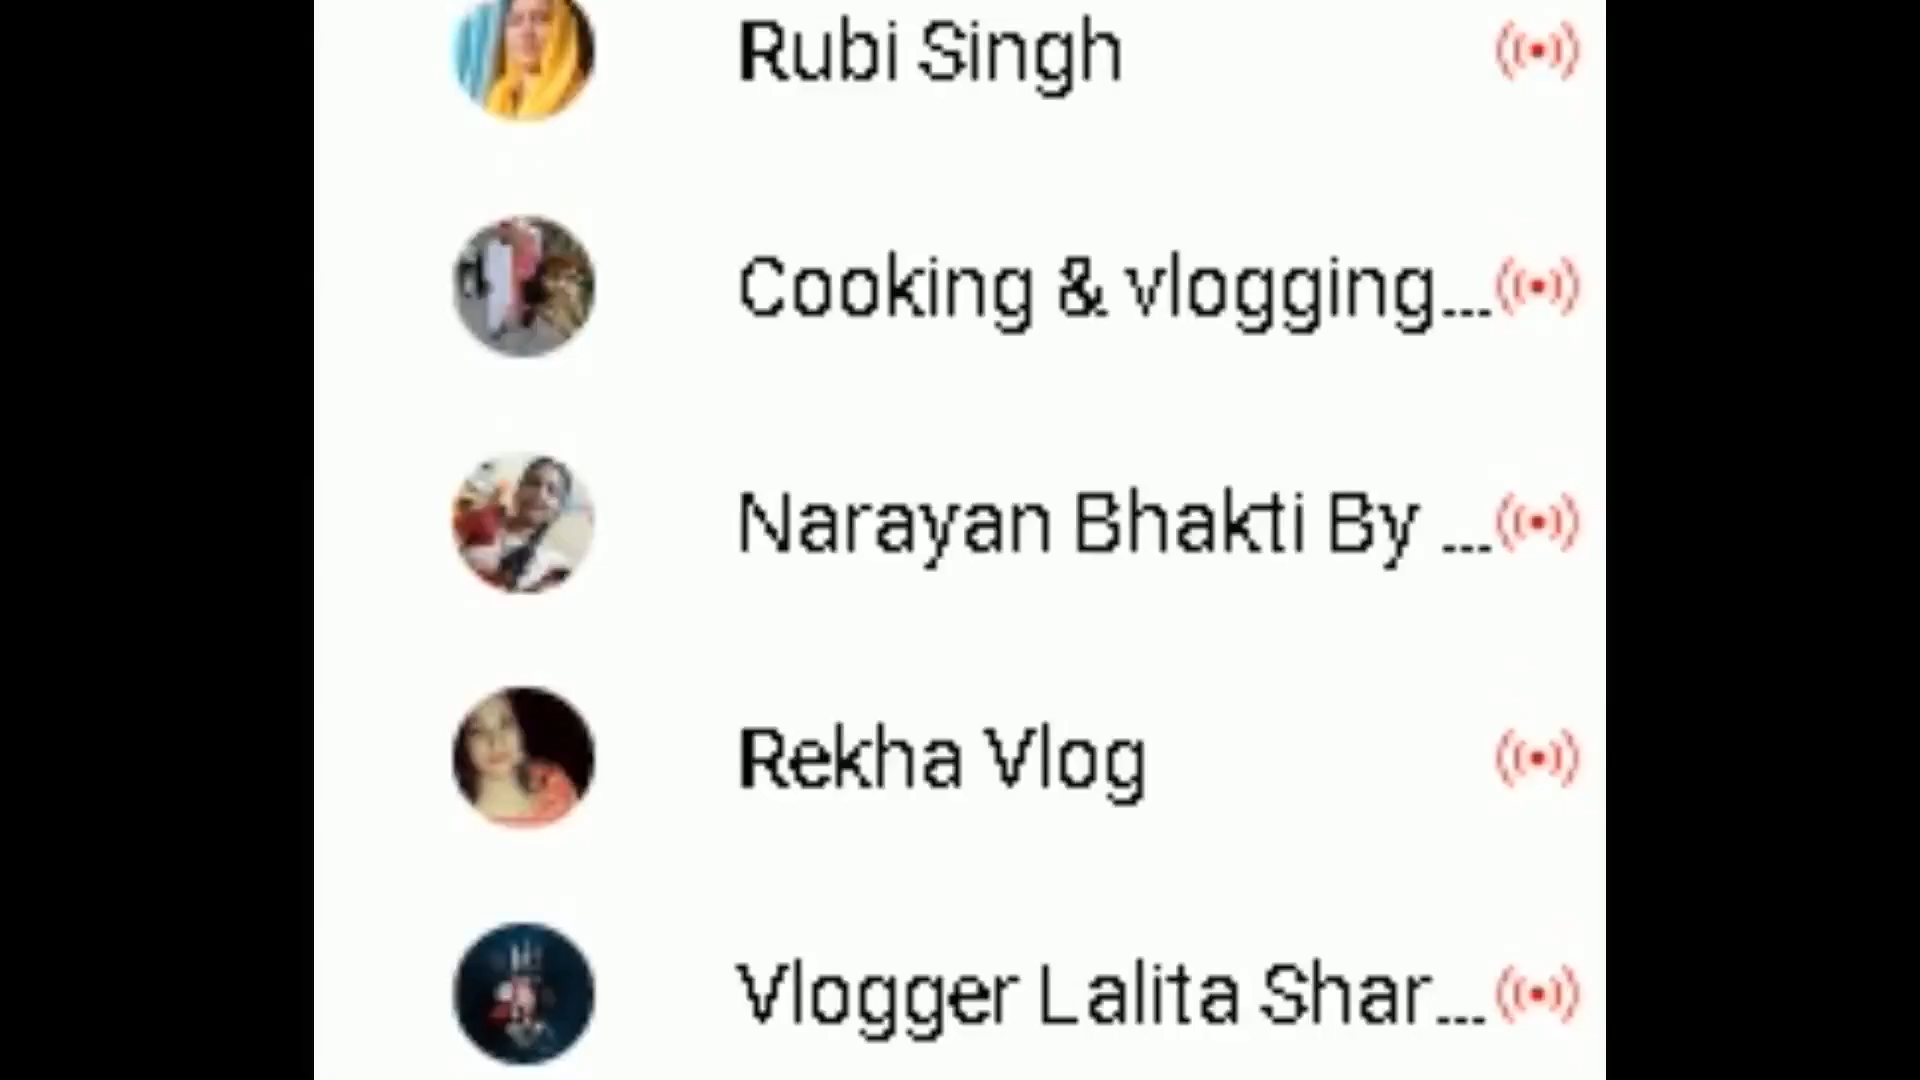 Rubi Singh
Cooking & vlogging...
Narayan Bhakti By ...
Rekha Vlog
Vlogger Lalita Shar...